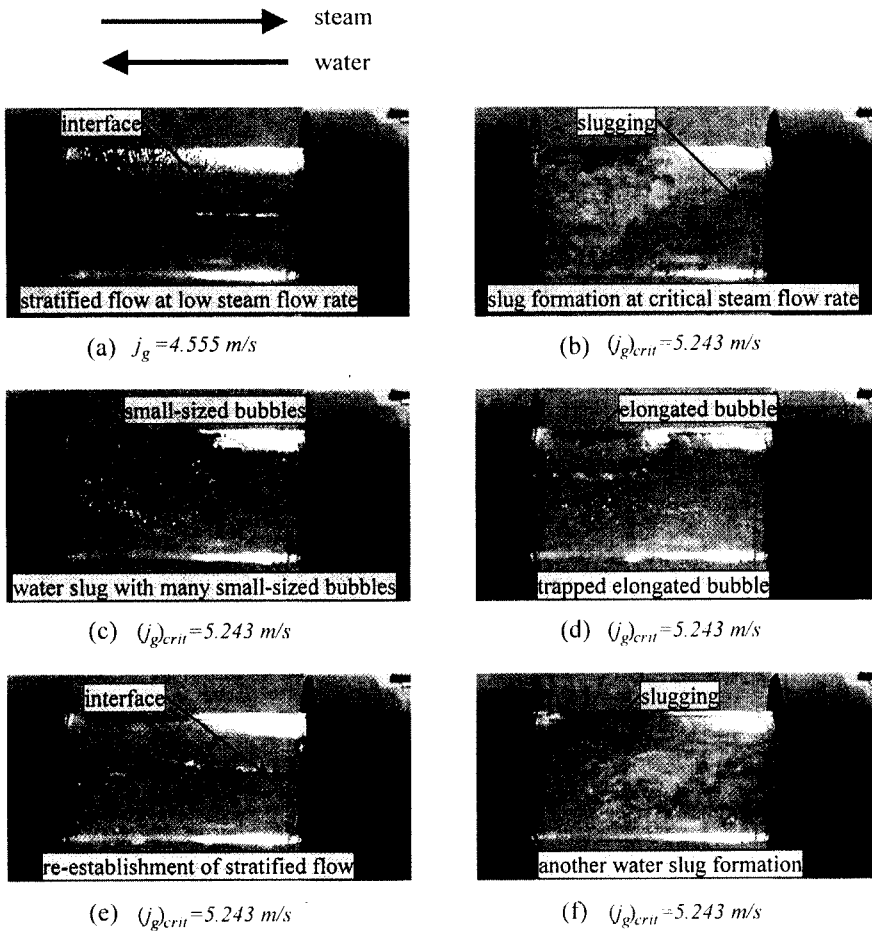 steam
water
interface
stratified flow at low steam flow rate
(a) j_g =4.555 m/s
slugging
slug formation at critical steam flow rate
(b) (j_g)_crit =5.243 m/s
small-sized bubbles
water slug with many small-sized bubbles
(c) (j_g)_crit =5.243 m/s
elongated bubble
trapped elongated bubble
(d) (j_g)_crit =5.243 m/s
interface
re-establishment of stratified flow
(e) (j_g)_crit =5.243 m/s
slugging
another water slug formation
(f) (j_g)_crit =5.243 m/s